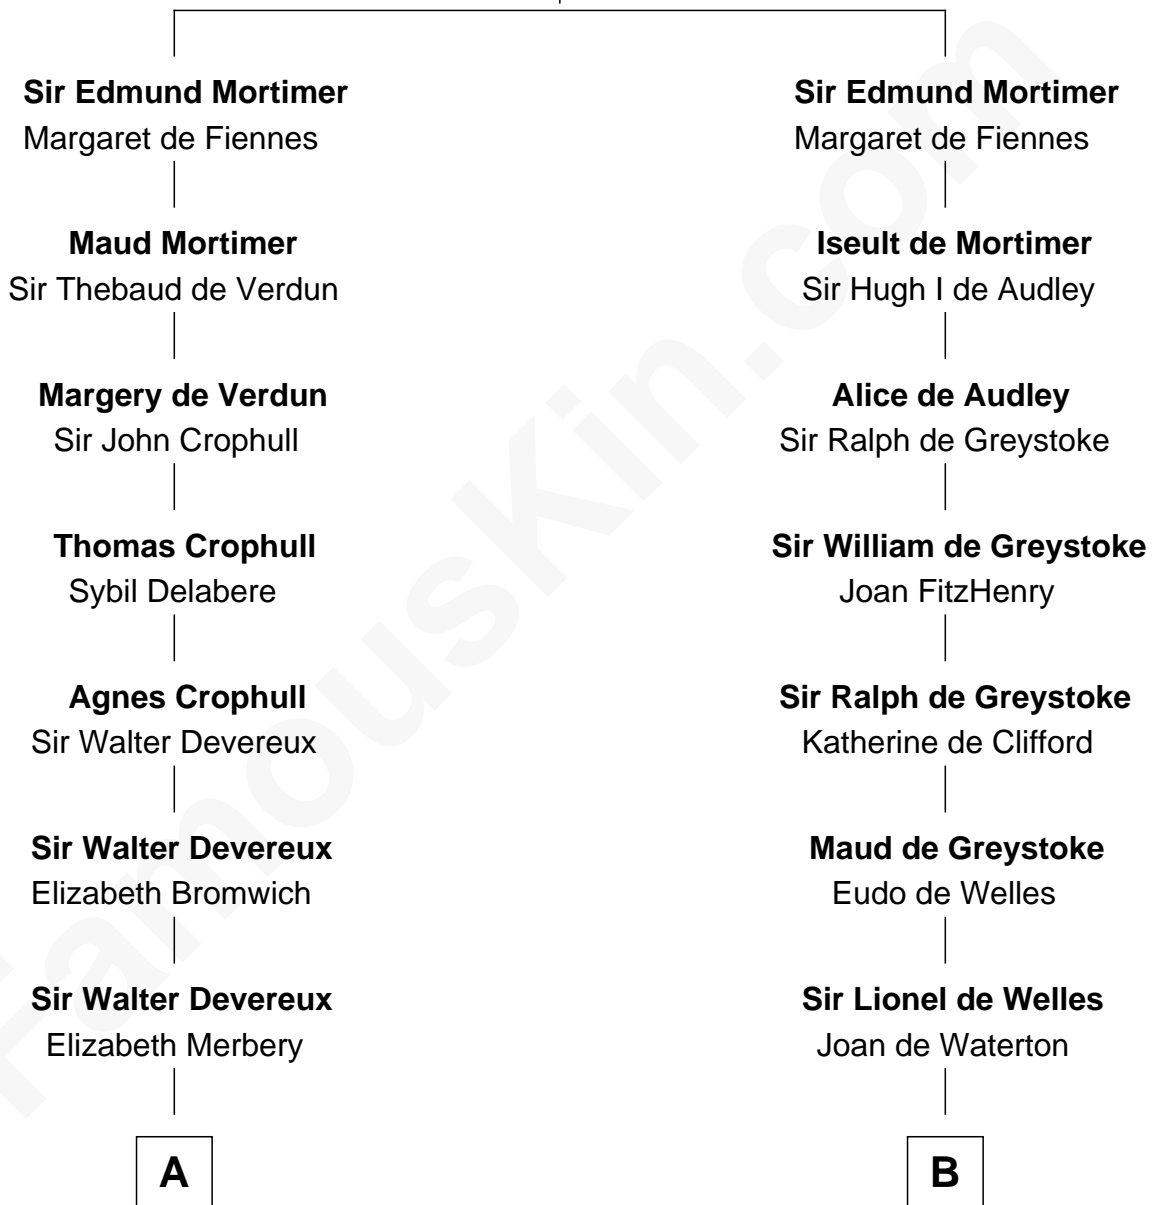 Sir Edmund Mortimer
Margaret de Fiennes
Maud Mortimer
Sir Thebaud de Verdun
Margery de Verdun
Sir John Crophull
Thomas Crophull
Sybil Delabere
Agnes Crophull
Sir Walter Devereux
Sir Walter Devereux
Elizabeth Bromwich
Sir Walter Devereux
Elizabeth Merbery
A
Sir Edmund Mortimer
Margaret de Fiennes
Iseult de Mortimer
Sir Hugh I de Audley
Alice de Audley
Sir Ralph de Greystoke
Sir William de Greystoke
Joan FitzHenry
Sir Ralph de Greystoke
Katherine de Clifford
Maud de Greystoke
Eudo de Welles
Sir Lionel de Welles
Joan de Waterton
B
FamousKin.com